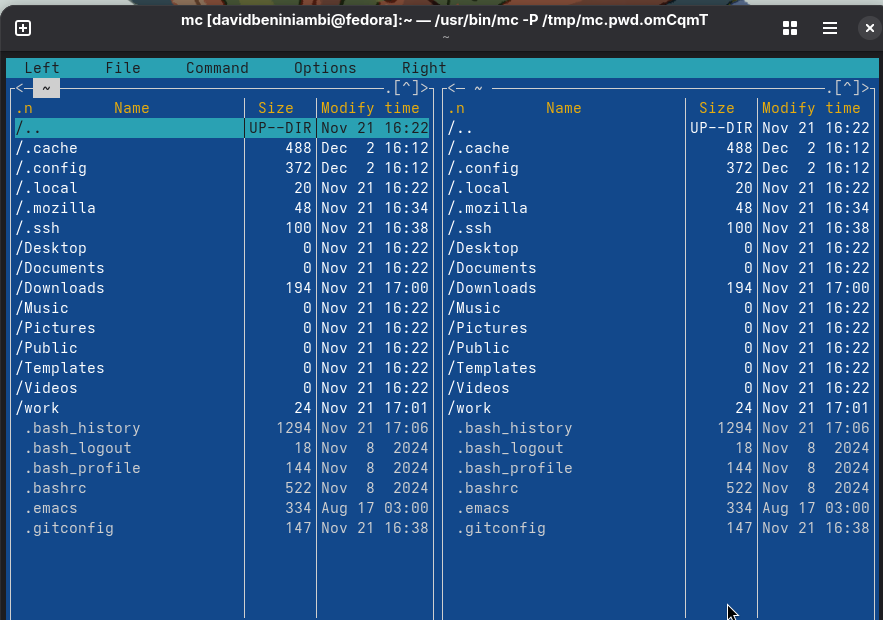 mc [davidbeniniambi@fedora]:~ — /usr/bin/mc -P /tmp/mc.pwd.omCqmT
~
Left File Command Options Right
<─ ~ .[^]> <─ ~ .[^]>
.n Name Size Modify time .n Name Size Modify time
/.. UP--DIR Nov 21 16:22 /.. UP--DIR Nov 21 16:22
/.cache 488 Dec 2 16:12 /.cache 488 Dec 2 16:12
/.config 372 Dec 2 16:12 /.config 372 Dec 2 16:12
/.local 20 Nov 21 16:22 /.local 20 Nov 21 16:22
/.mozilla 48 Nov 21 16:34 /.mozilla 48 Nov 21 16:34
/.ssh 100 Nov 21 16:38 /.ssh 100 Nov 21 16:38
/Desktop 0 Nov 21 16:22 /Desktop 0 Nov 21 16:22
/Documents 0 Nov 21 16:22 /Documents 0 Nov 21 16:22
/Downloads 194 Nov 21 17:00 /Downloads 194 Nov 21 17:00
/Music 0 Nov 21 16:22 /Music 0 Nov 21 16:22
/Pictures 0 Nov 21 16:22 /Pictures 0 Nov 21 16:22
/Public 0 Nov 21 16:22 /Public 0 Nov 21 16:22
/Templates 0 Nov 21 16:22 /Templates 0 Nov 21 16:22
/Videos 0 Nov 21 16:22 /Videos 0 Nov 21 16:22
/work 24 Nov 21 17:01 /work 24 Nov 21 17:01
.bash_history 1294 Nov 21 17:06 .bash_history 1294 Nov 21 17:06
.bash_logout 18 Nov 8 2024 .bash_logout 18 Nov 8 2024
.bash_profile 144 Nov 8 2024 .bash_profile 144 Nov 8 2024
.bashrc 522 Nov 8 2024 .bashrc 522 Nov 8 2024
.emacs 334 Aug 17 03:00 .emacs 334 Aug 17 03:00
.gitconfig 147 Nov 21 16:38 .gitconfig 147 Nov 21 16:38